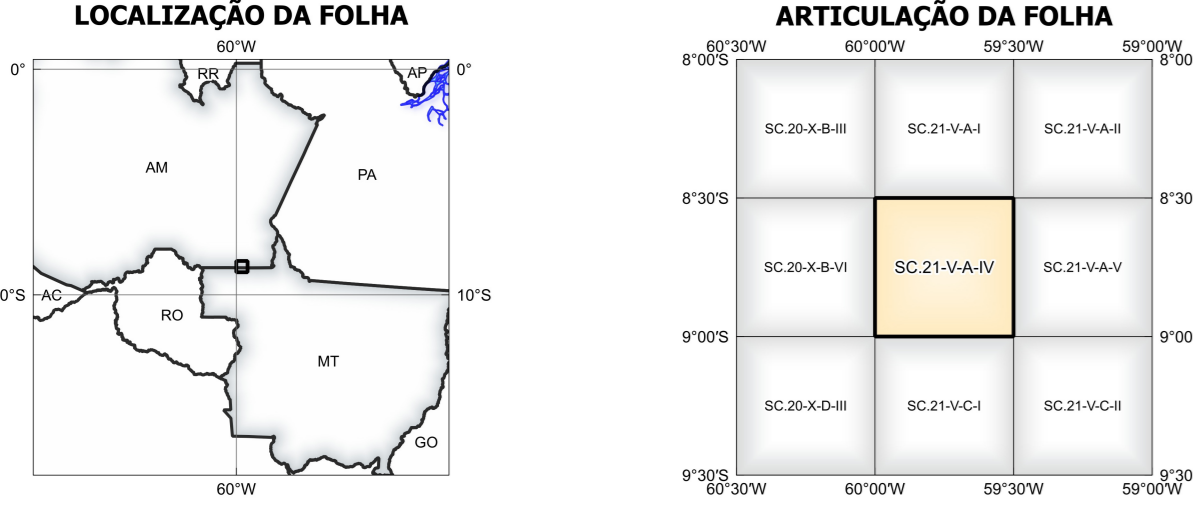 LOCALIZAÇÃO DA FOLHA
60°W
0°
0°
RR
AP
AM
PA
AC
0°S
10°S
RO
MT
GO
60°W
ARTICULAÇÃO DA FOLHA
60°30'W 60°00'W 59°30'W 59°00'W
8°00'S
8°00
SC.20-X-B-III SC.21-V-A-I SC.21-V-A-II
8°30'S
8°30
SC.20-X-B-VI SC.21-V-A-IV SC.21-V-A-V
9°00'S
9°00
SC.20-X-D-III SC.21-V-C-I SC.21-V-C-II
9°30'S
9°30
60°30'W 60°00'W 59°30'W 59°00'W